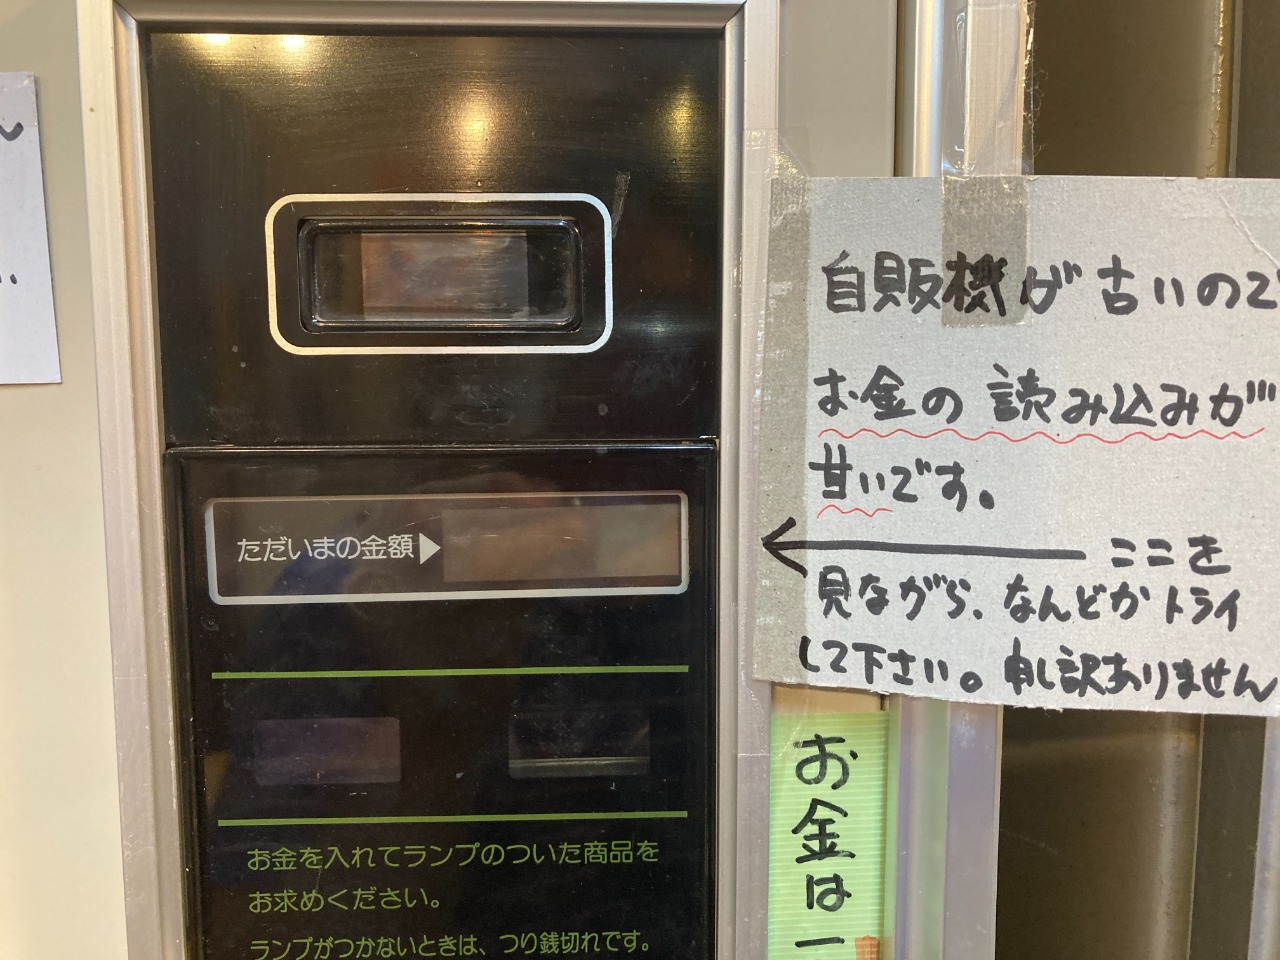 ただいまの金額▶
お金を入れてランプのついた商品を
お求めください。
ランプがつかないときは、つり銭切れです。
自販機が古いので
お金の読み込みが
甘いです。
← ここを
見ながら、なんどかトライ
して下さい。申し訳ありません
お金は一